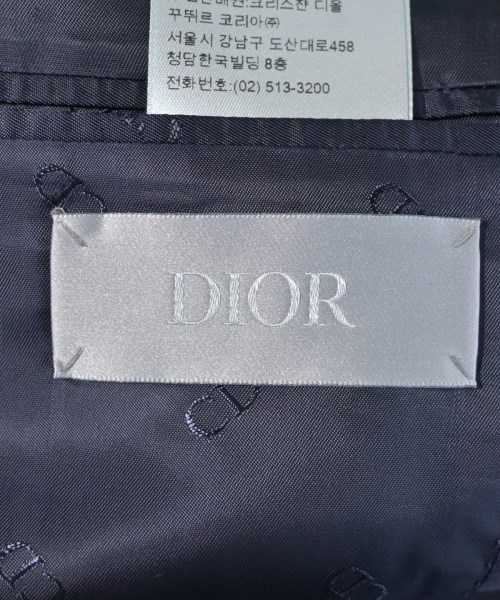 꾸뛰르 코리아㈜
서울시 강남구 도산대로458
청담한국빌딩 8층
전화번호:(02) 513-3200
DIOR